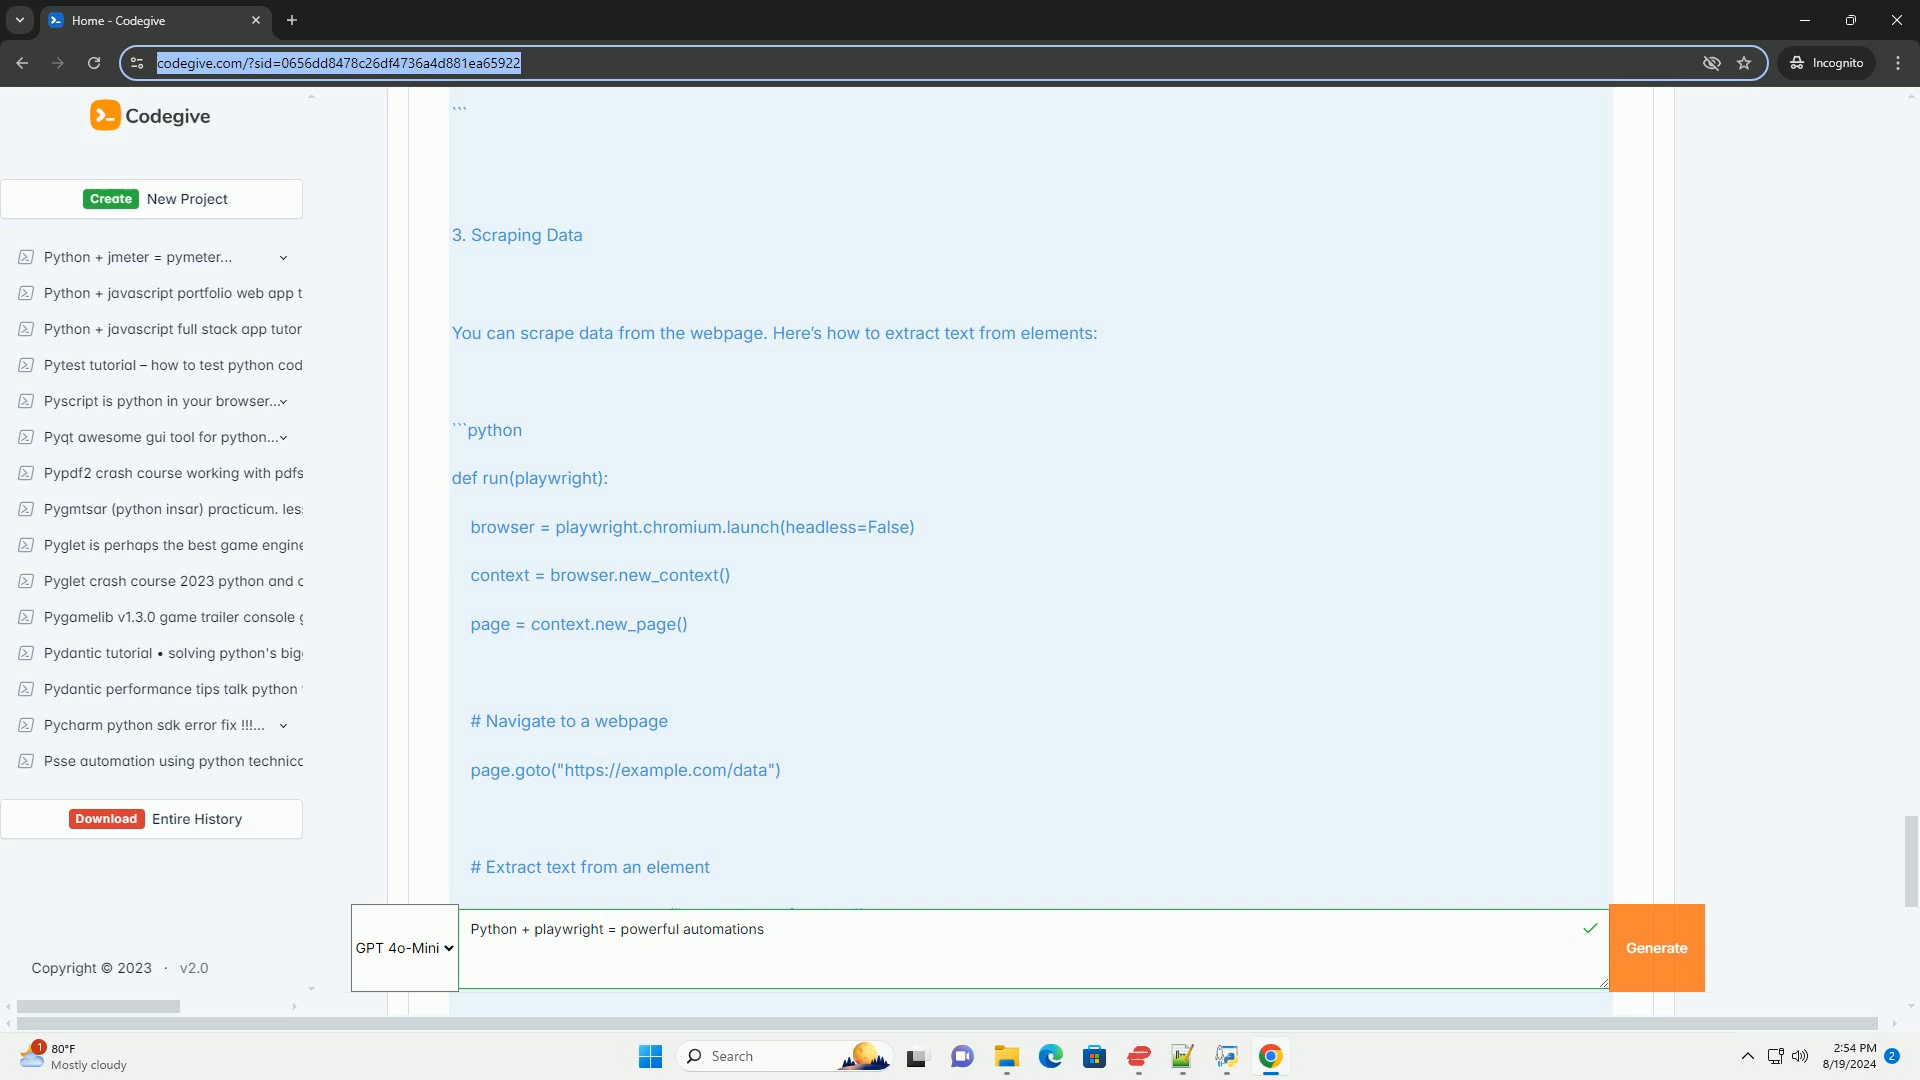 Home - Codegive
codegive.com/?sid=0656dd8478c26df4736a4d881ea65922
Incognito
Codegive
Create New Project
Python + jmeter = pymeter...
Python + javascript portfolio web app t
Python + javascript full stack app tutor
Pytest tutorial – how to test python cod
Pyscript is python in your browser...
Pyqt awesome gui tool for python...
Pypdf2 crash course working with pdfs
Pygmtsar (python insar) practicum. les
Pyglet is perhaps the best game engine
Pyglet crash course 2023 python and c
Pygamelib v1.3.0 game trailer console g
Pydantic tutorial • solving python's big
Pydantic performance tips talk python
Pycharm python sdk error fix !!!...
Psse automation using python technica
Download Entire History
Copyright © 2023 · v2.0
```
3. Scraping Data
You can scrape data from the webpage. Here’s how to extract text from elements:
```python
def run(playwright):
browser = playwright.chromium.launch(headless=False)
context = browser.new_context()
page = context.new_page()
# Navigate to a webpage
page.goto("https://example.com/data")
# Extract text from an element
GPT 4o-Mini
Python + playwright = powerful automations
Generate
1
80°F
Mostly cloudy
Search
2:54 PM
8/19/2024
2